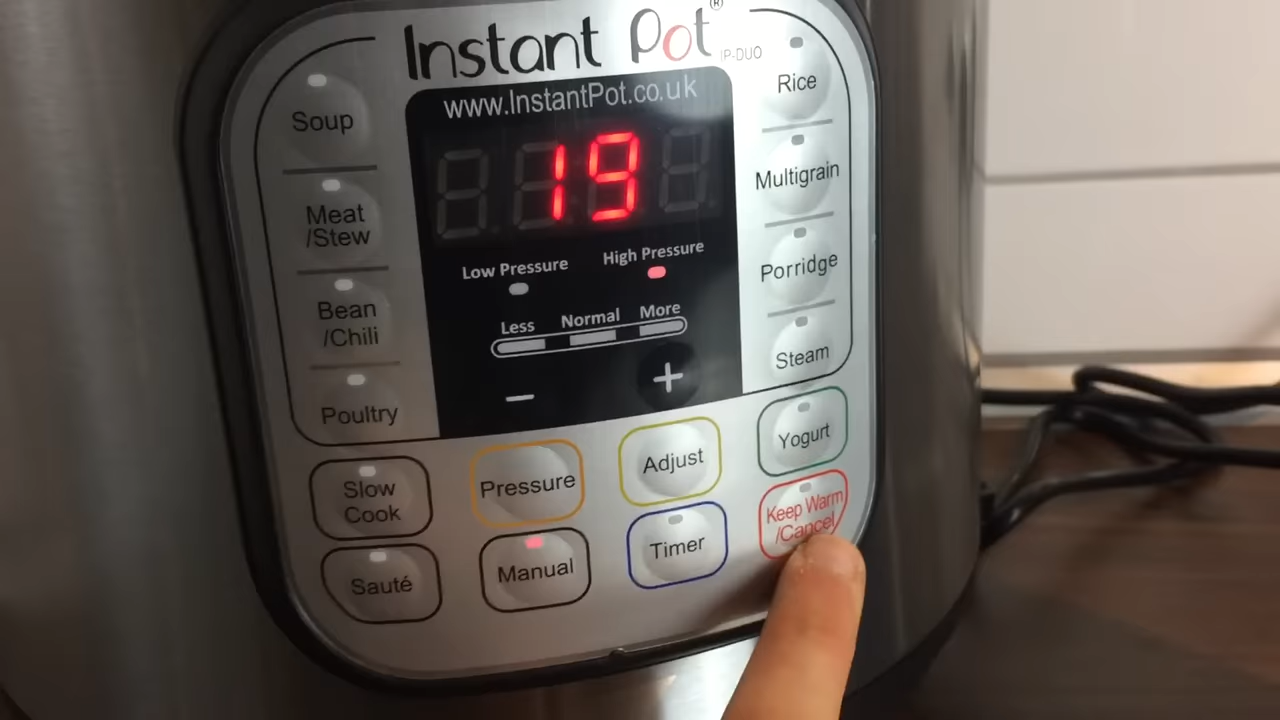 Instant Pot®
IP-DUO
www.InstantPot.co.uk
19
Low Pressure
High Pressure
Less
Normal
More
−
+
Soup
Meat
/Stew
Bean
/Chili
Poultry
Rice
Multigrain
Porridge
Steam
Slow
Cook
Pressure
Adjust
Yogurt
Sauté
Manual
Timer
Keep Warm
/Cancel